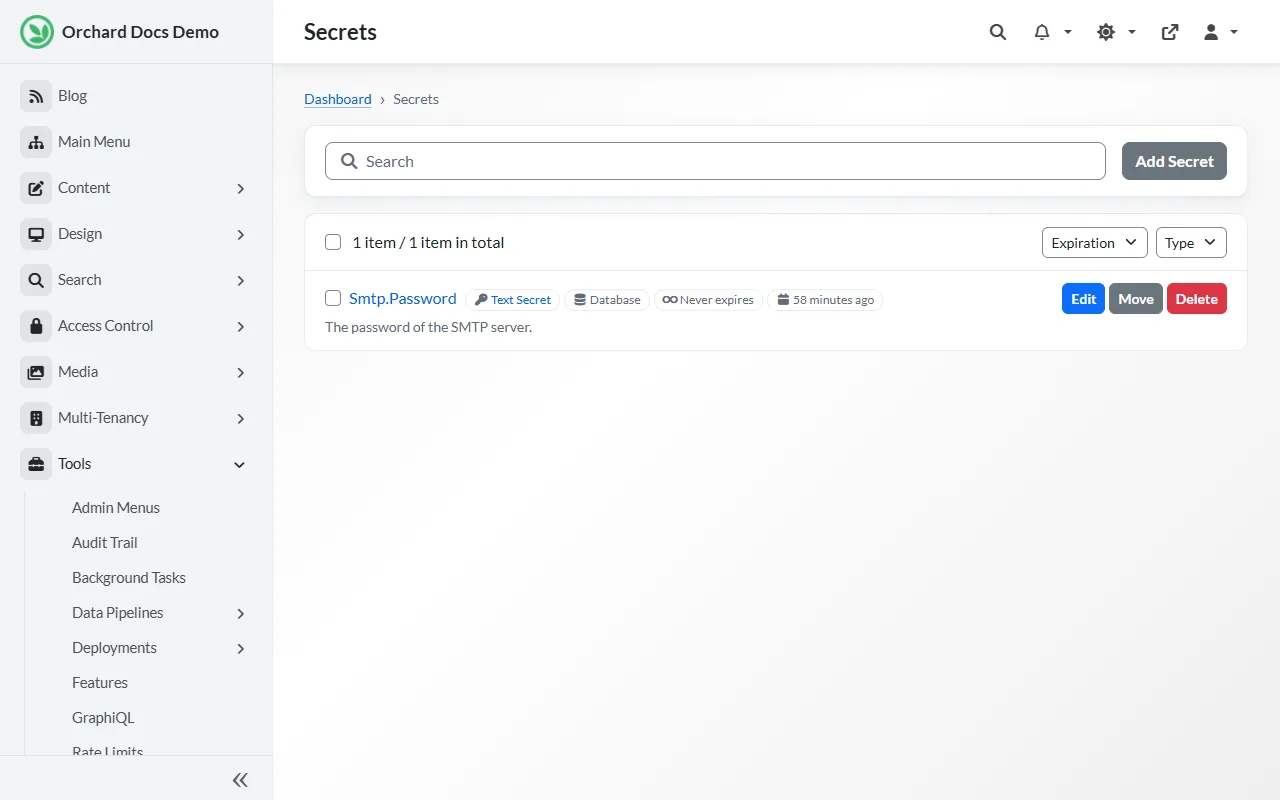 Orchard Docs Demo
Secrets
Blog
Main Menu
Content
Design
Search
Access Control
Media
Multi-Tenancy
Tools
Admin Menus
Audit Trail
Background Tasks
Data Pipelines
Deployments
Features
GraphiQL
Rate Limits
Dashboard › Secrets
Search
Add Secret
1 item / 1 item in total
Expiration
Type
Smtp.Password Text Secret Database Never expires 58 minutes ago
Edit Move Delete
The password of the SMTP server.